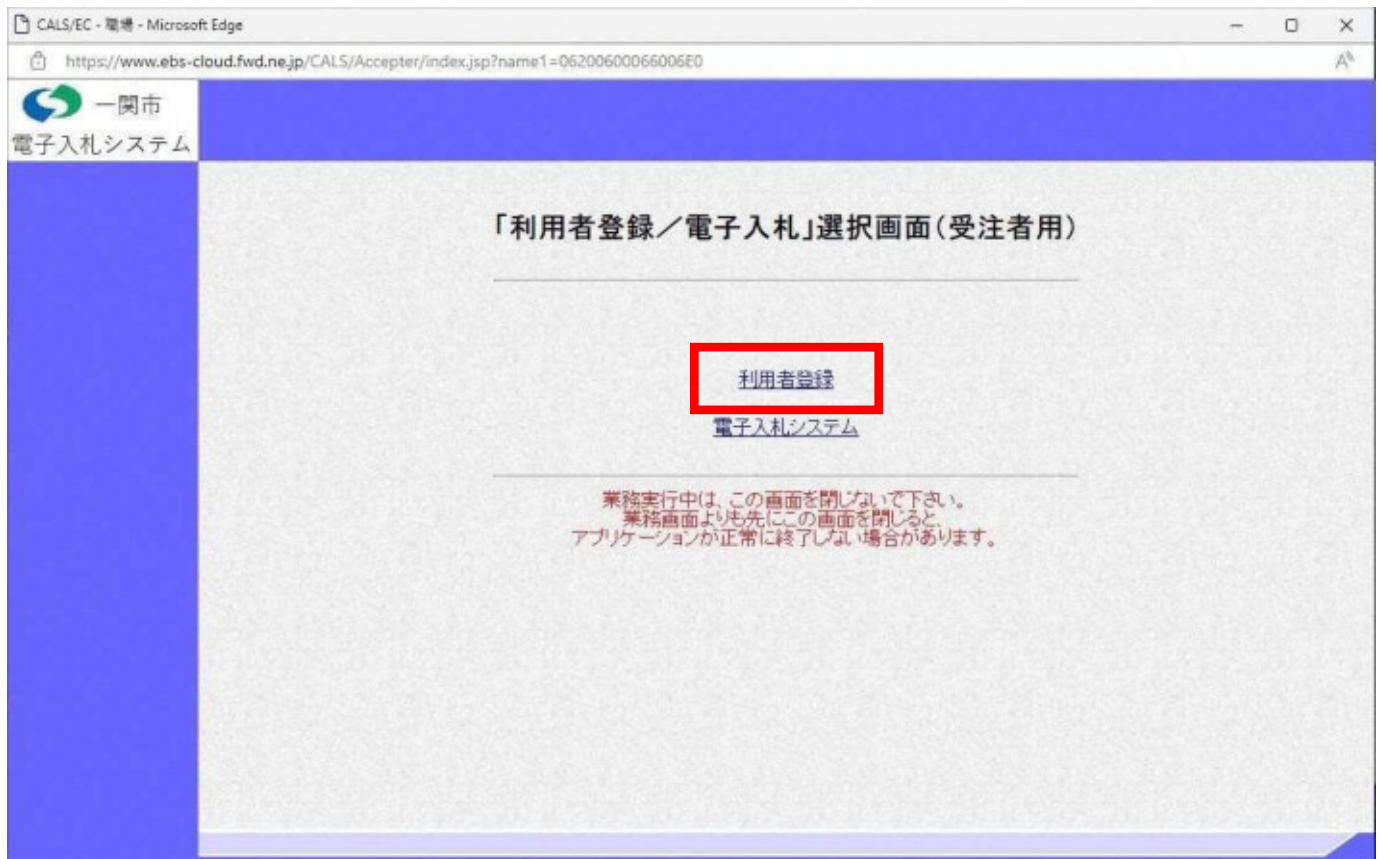 CALS/EC - 職場 - Microsoft Edge
https://www.ebs-cloud.fwd.ne.jp/CALS/Accepter/index.jsp?name1=06200600066006E0
一関市
電子入札システム
「利用者登録／電子入札」選択画面(受注者用)
利用者登録
電子入札システム
業務実行中は、この画面を閉じないで下さい。
業務画面よりも先にこの画面を閉じると、
アプリケーションが正常に終了しない場合があります。